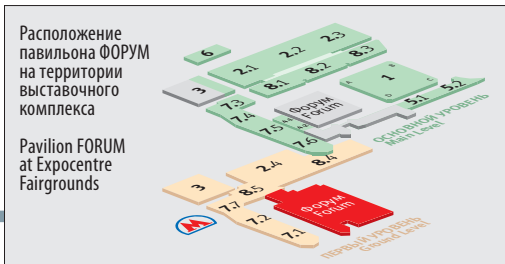 Расположение
павильона ФОРУМ
на территории
выставочного
комплекса
Pavilion FORUM
at Expocentre
Fairgrounds
6
2.1 2.2 2.3
8.1 8.2 8.3
3
7.3
7.4
7.5
7.6
Форум
Forum
A
B
C
D
1
5.1 5.2
ОСНОВНОЙ УРОВЕНЬ
Main Level
3
2.4 8.4
8.5
7.7
7.2
7.1
Форум
Forum
М
ПЕРВЫЙ УРОВЕНЬ
Ground Level